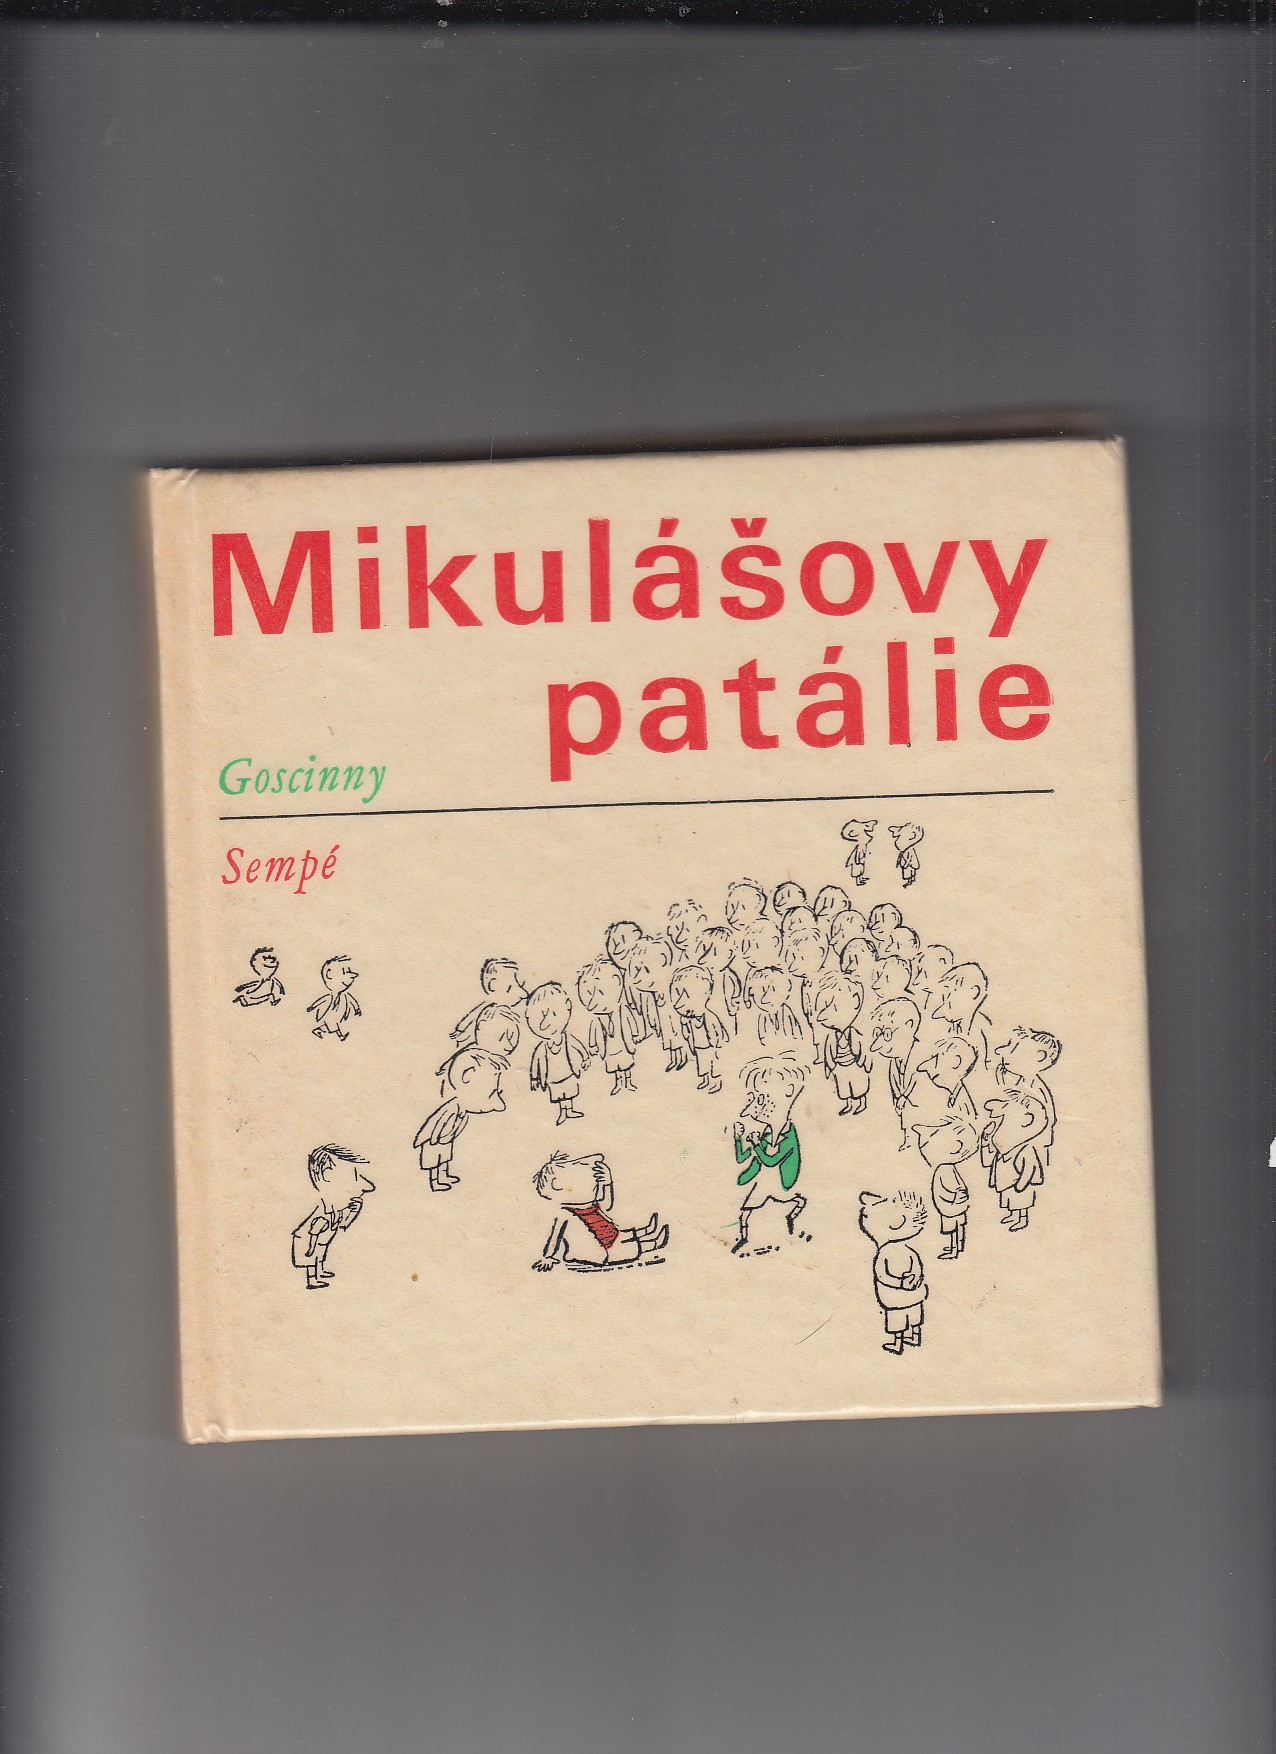 Mikulášovy
patálie
Goscinny
Sempé